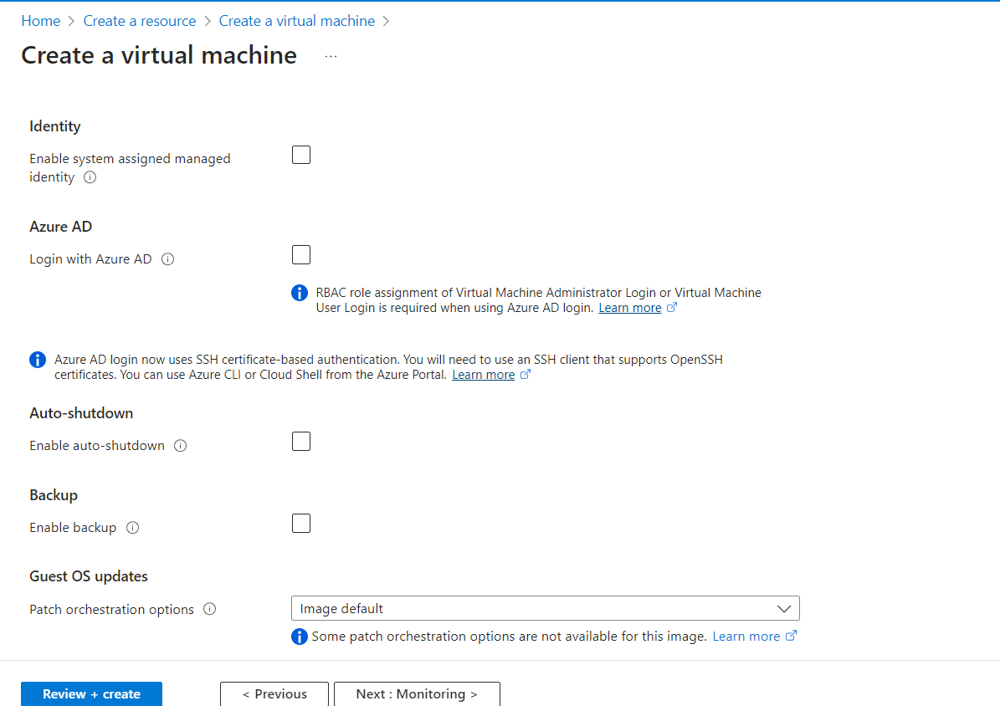 Home > Create a resource > Create a virtual machine >
Create a virtual machine ...
Identity
Enable system assigned managed
identity
Azure AD
Login with Azure AD
RBAC role assignment of Virtual Machine Administrator Login or Virtual Machine
User Login is required when using Azure AD login. Learn more
Azure AD login now uses SSH certificate-based authentication. You will need to use an SSH client that supports OpenSSH
certificates. You can use Azure CLI or Cloud Shell from the Azure Portal. Learn more
Auto-shutdown
Enable auto-shutdown
Backup
Enable backup
Guest OS updates
Patch orchestration options
Image default
Some patch orchestration options are not available for this image. Learn more
Review + create
< Previous
Next : Monitoring >